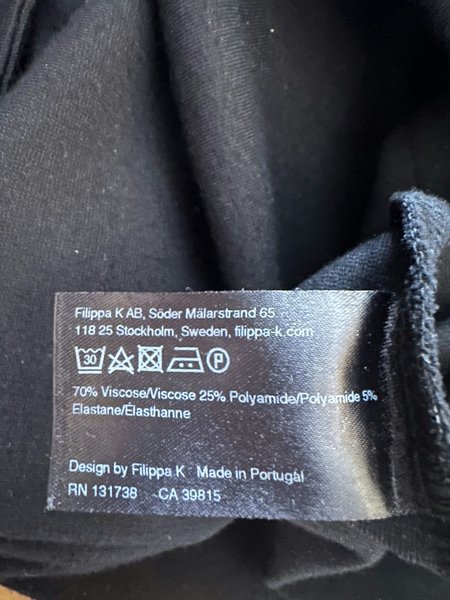 Filippa K AB, Söder Mälarstrand 65
118 25 Stockholm, Sweden, filippa-k.com
30 P
70% Viscose/Viscose 25% Polyamide/Polyamide 5%
Elastane/Élasthanne
Design by Filippa K Made in Portugal
RN 131738 CA 39815